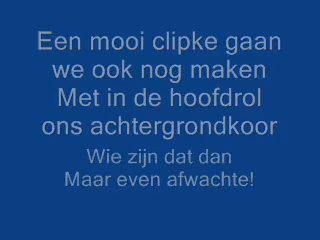 Een mooi clipke gaan
we ook nog maken
Met in de hoofdrol
ons achtergrondkoor
Wie zijn dat dan
Maar even afwachte!